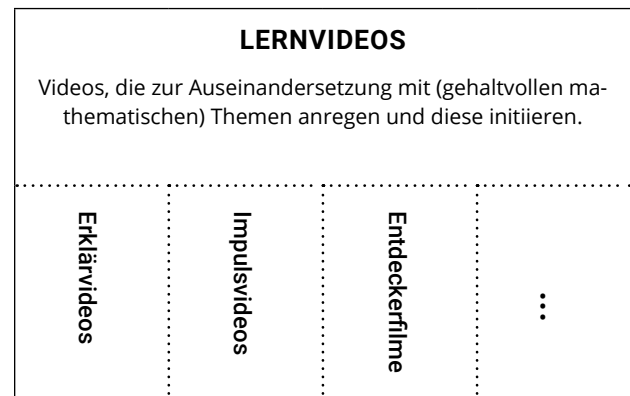 LERNVIDEOS
Videos, die zur Auseinandersetzung mit (gehaltvollen ma-
thematischen) Themen anregen und diese initiieren.
Erklärvideos
Impulsvideos
Entdeckerfilme
...